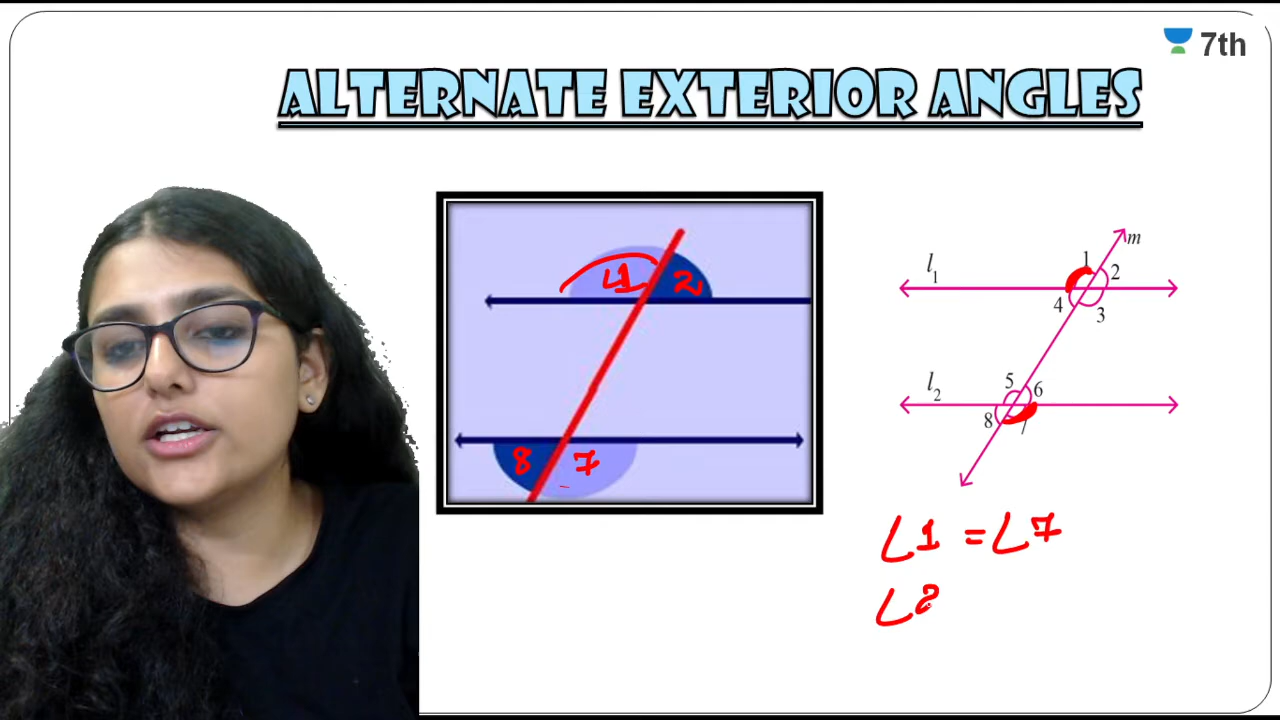 7th
ALTERNATE EXTERIOR ANGLES
∠1 2
8 7
m
l1
1 2
4 3
l2
5 6
8 7
∠1 = ∠7
∠8